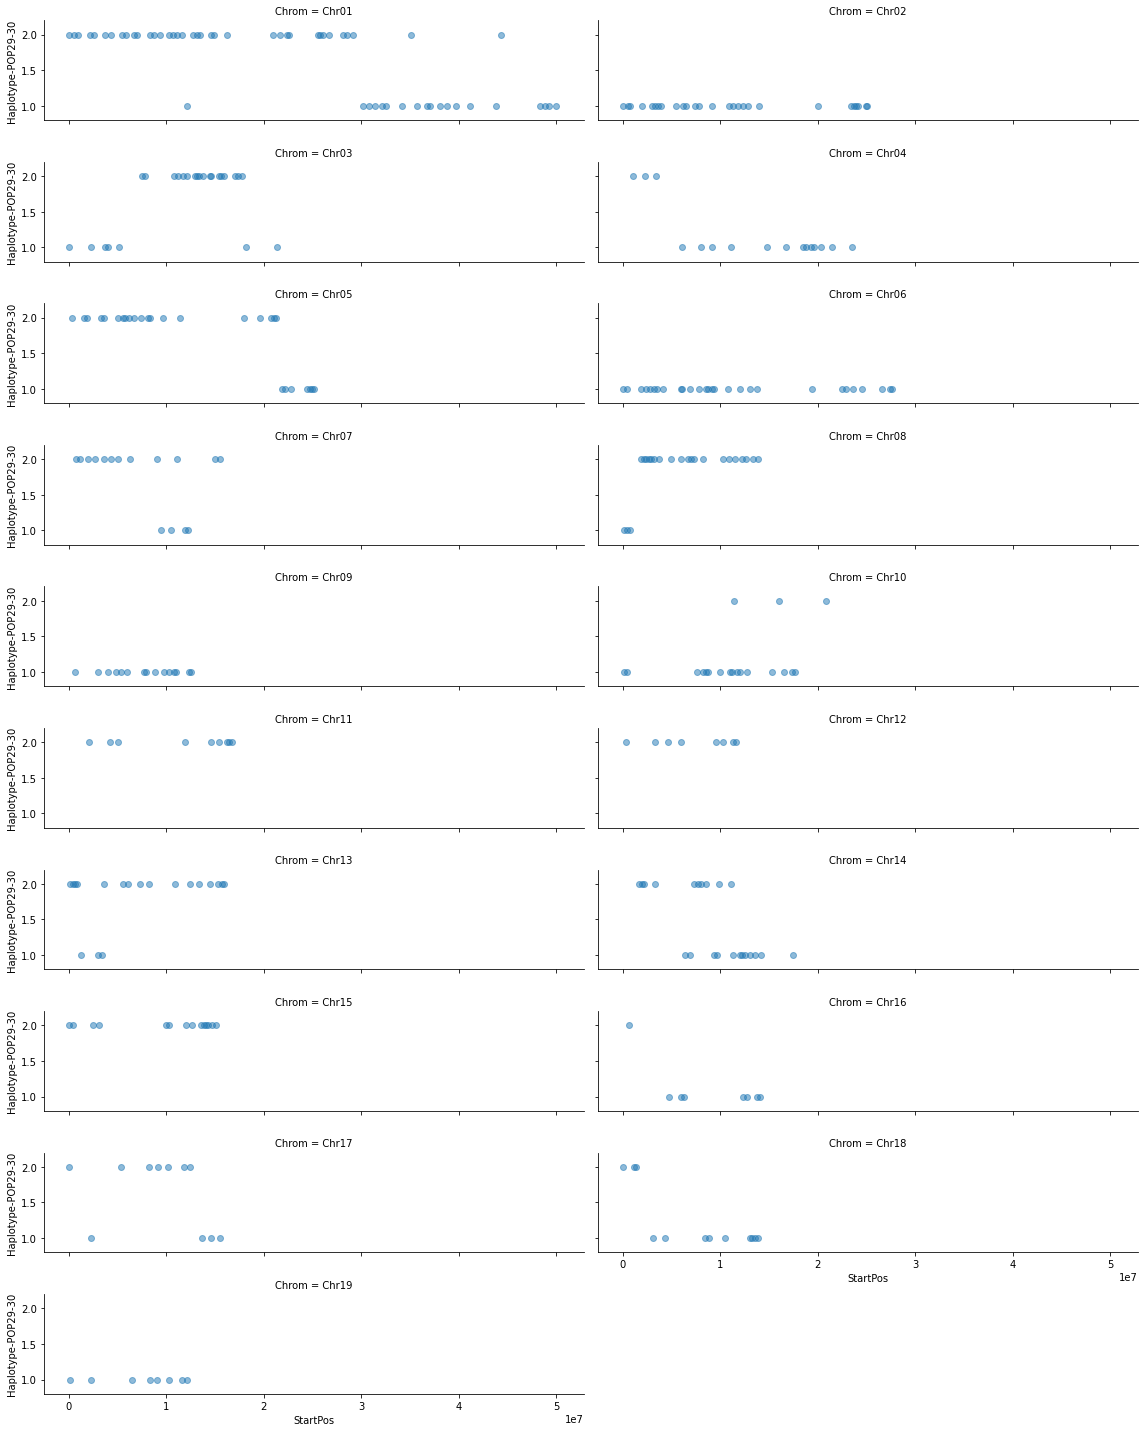 Chrom = Chr01
Chrom = Chr02
Haplotype-POP29-30
2.0
1.5
1.0
Chrom = Chr03
Chrom = Chr04
Haplotype-POP29-30
2.0
1.5
1.0
Chrom = Chr05
Chrom = Chr06
Haplotype-POP29-30
2.0
1.5
1.0
Chrom = Chr07
Chrom = Chr08
Haplotype-POP29-30
2.0
1.5
1.0
Chrom = Chr09
Chrom = Chr10
Haplotype-POP29-30
2.0
1.5
1.0
Chrom = Chr11
Chrom = Chr12
Haplotype-POP29-30
2.0
1.5
1.0
Chrom = Chr13
Chrom = Chr14
Haplotype-POP29-30
2.0
1.5
1.0
Chrom = Chr15
Chrom = Chr16
Haplotype-POP29-30
2.0
1.5
1.0
Chrom = Chr17
Chrom = Chr18
Haplotype-POP29-30
2.0
1.5
1.0
0 1 2 3 4 5
1e7
StartPos
Chrom = Chr19
Haplotype-POP29-30
2.0
1.5
1.0
0 1 2 3 4 5
1e7
StartPos